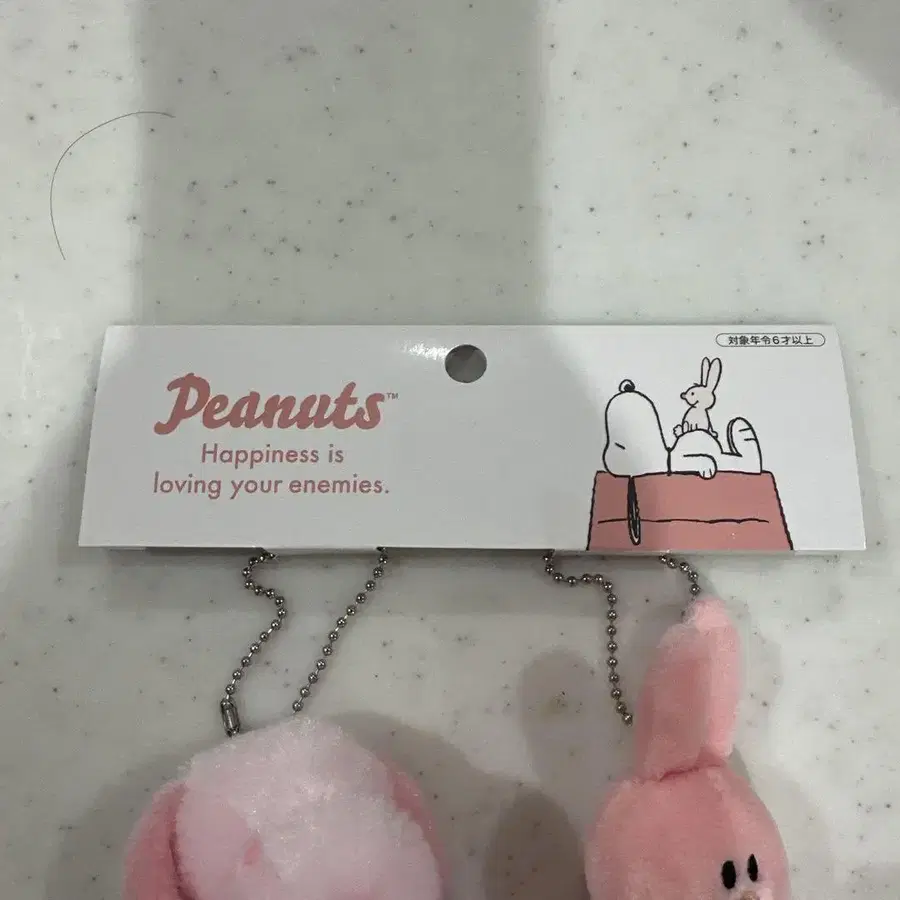 対象年令6才以上
Peanuts™
Happiness is
loving your enemies.